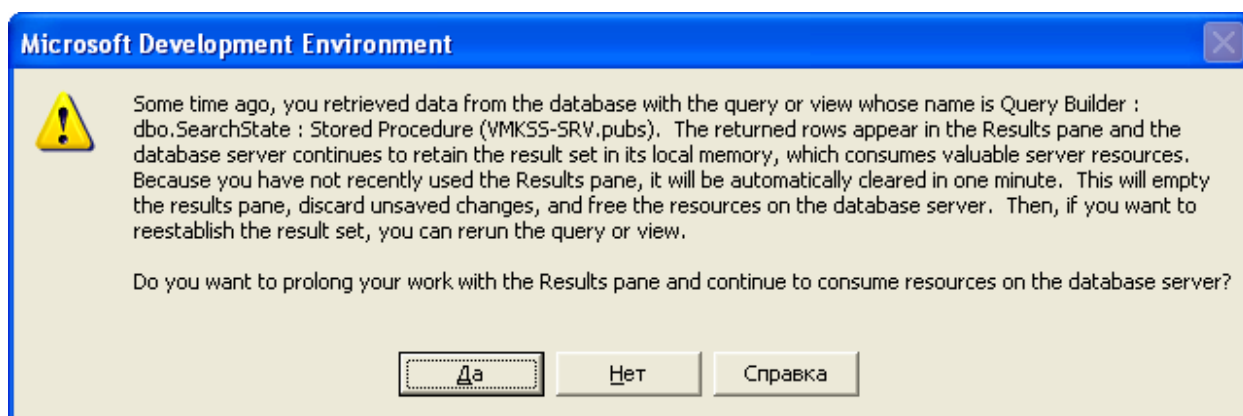 Microsoft Development Environment
Some time ago, you retrieved data from the database with the query or view whose name is Query Builder :
dbo.SearchState : Stored Procedure (VMKSS-SRV.pubs).  The returned rows appear in the Results pane and the
database server continues to retain the result set in its local memory, which consumes valuable server resources.
Because you have not recently used the Results pane, it will be automatically cleared in one minute.  This will empty
the results pane, discard unsaved changes, and free the resources on the database server.  Then, if you want to
reestablish the result set, you can rerun the query or view.
Do you want to prolong your work with the Results pane and continue to consume resources on the database server?
Да Нет Справка